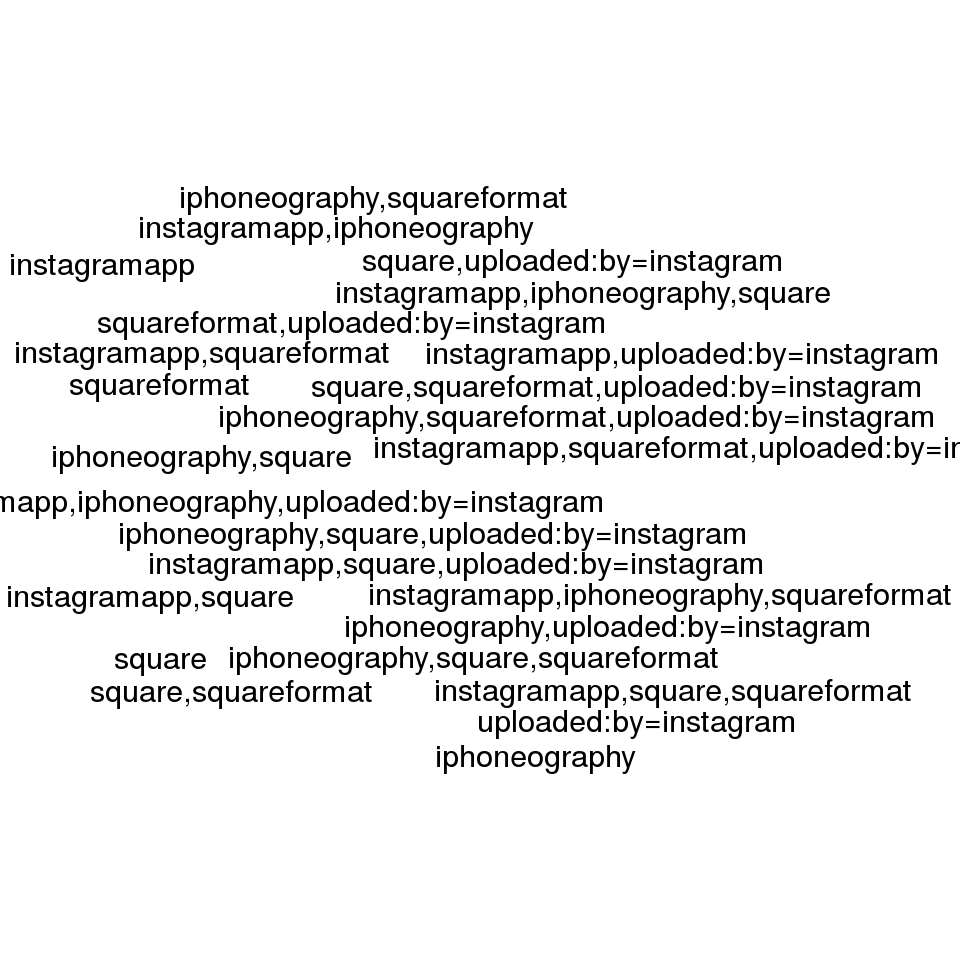 iphoneography,squareformat
instagramapp,iphoneography
instagramapp
square,uploaded:by=instagram
instagramapp,iphoneography,square
squareformat,uploaded:by=instagram
instagramapp,squareformat
instagramapp,uploaded:by=instagram
squareformat
square,squareformat,uploaded:by=instagram
iphoneography,squareformat,uploaded:by=instagram
iphoneography,square
instagramapp,squareformat,uploaded:by=in
mapp,iphoneography,uploaded:by=instagram
iphoneography,square,uploaded:by=instagram
instagramapp,square,uploaded:by=instagram
instagramapp,square
instagramapp,iphoneography,squareformat
iphoneography,uploaded:by=instagram
square
iphoneography,square,squareformat
square,squareformat
instagramapp,square,squareformat
uploaded:by=instagram
iphoneography